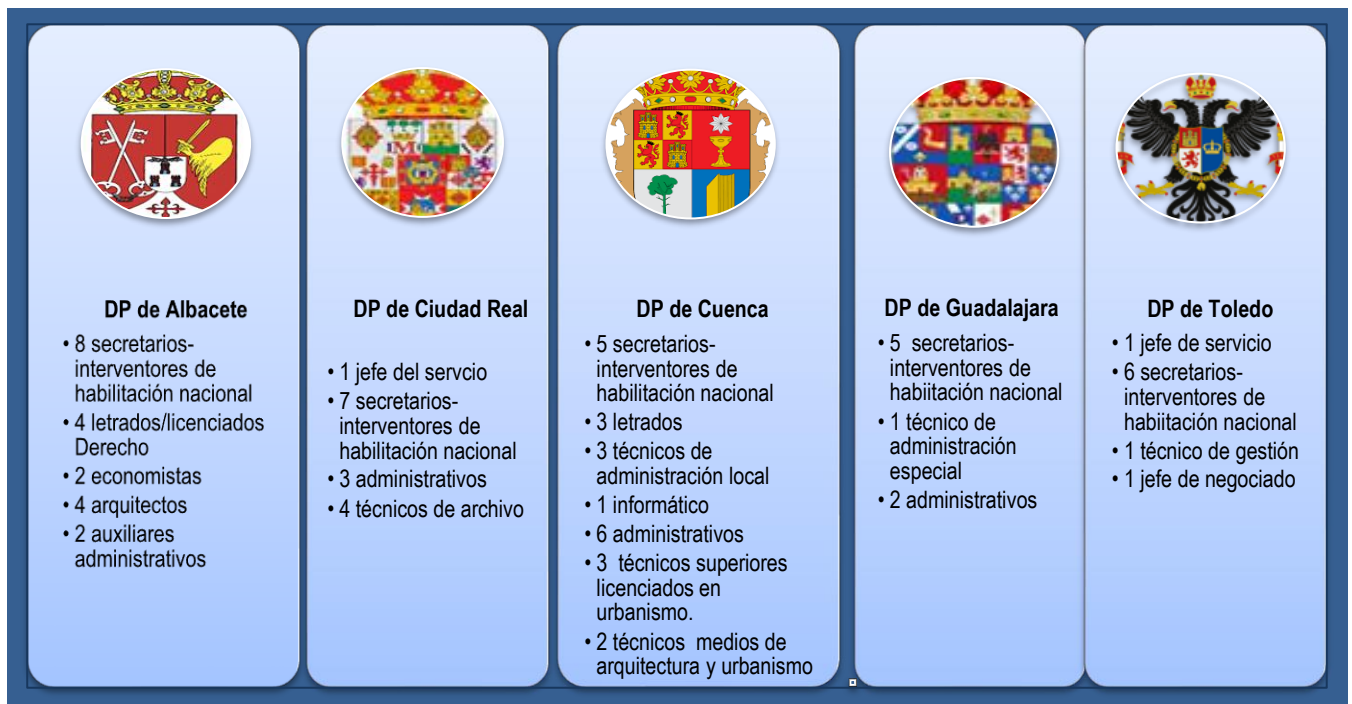 DP de Albacete
• 8 secretarios-
interventores de
habilitación nacional
• 4 letrados/licenciados
Derecho
• 2 economistas
• 4 arquitectos
• 2 auxiliares
administrativos
DP de Ciudad Real
• 1 jefe del servcio
• 7 secretarios-
interventores de
habilitación nacional
• 3 administrativos
• 4 técnicos de archivo
DP de Cuenca
• 5 secretarios-
interventores de
habilitación nacional
• 3 letrados
• 3 técnicos de
administración local
• 1 informático
• 6 administrativos
• 3 técnicos superiores
licenciados en
urbanismo.
• 2 técnicos medios de
arquitectura y urbanismo
DP de Guadalajara
• 5 secretarios-
interventores de
habiitación nacional
• 1 técnico de
administración
especial
• 2 administrativos
DP de Toledo
• 1 jefe de servicio
• 6 secretarios-
interventores de
habiitación nacional
• 1 técnico de gestión
• 1 jefe de negociado